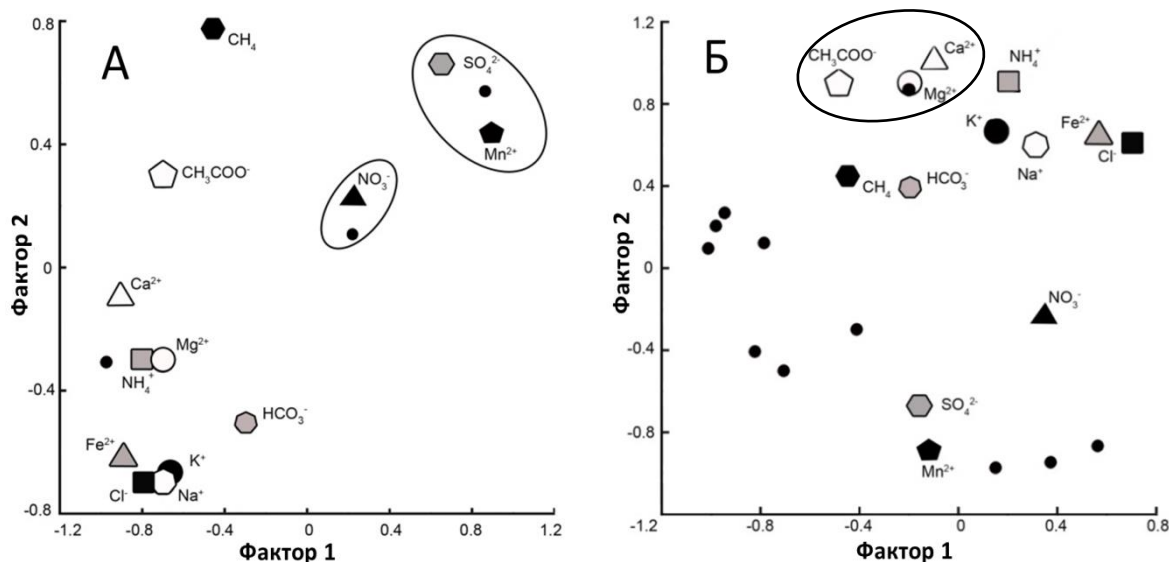 А
0.8
0.4
0
-0.4
-0.8
-1.2
-0.8
-0.4
0
0.4
0.8
1.2
Фактор 2
Фактор 1
CH₄
SO₄²⁻
Mn²⁺
NO₃⁻
CH₃COO⁻
Ca²⁺
Mg²⁺
NH₄⁺
HCO₃⁻
Fe²⁺
K⁺
Cl⁻
Na⁺
Б
1.2
0.8
0.4
0
-0.4
-0.8
-1.2
-1.2
-0.8
-0.4
0
0.4
0.8
Фактор 2
Фактор 1
CH₃COO⁻
Ca²⁺
Mg²⁺
NH₄⁺
K⁺
Fe²⁺
Cl⁻
Na⁺
CH₄
HCO₃⁻
NO₃⁻
SO₄²⁻
Mn²⁺